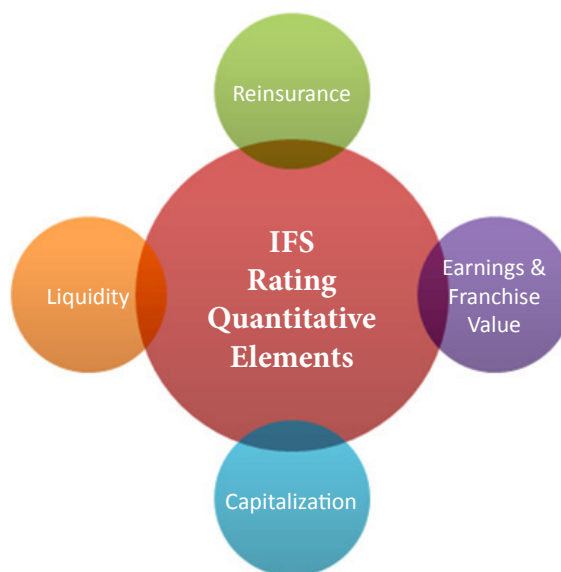 Reinsurance
Liquidity
IFS
Rating
Quantitative
Elements
Earnings &
Franchise
Value
Capitalization